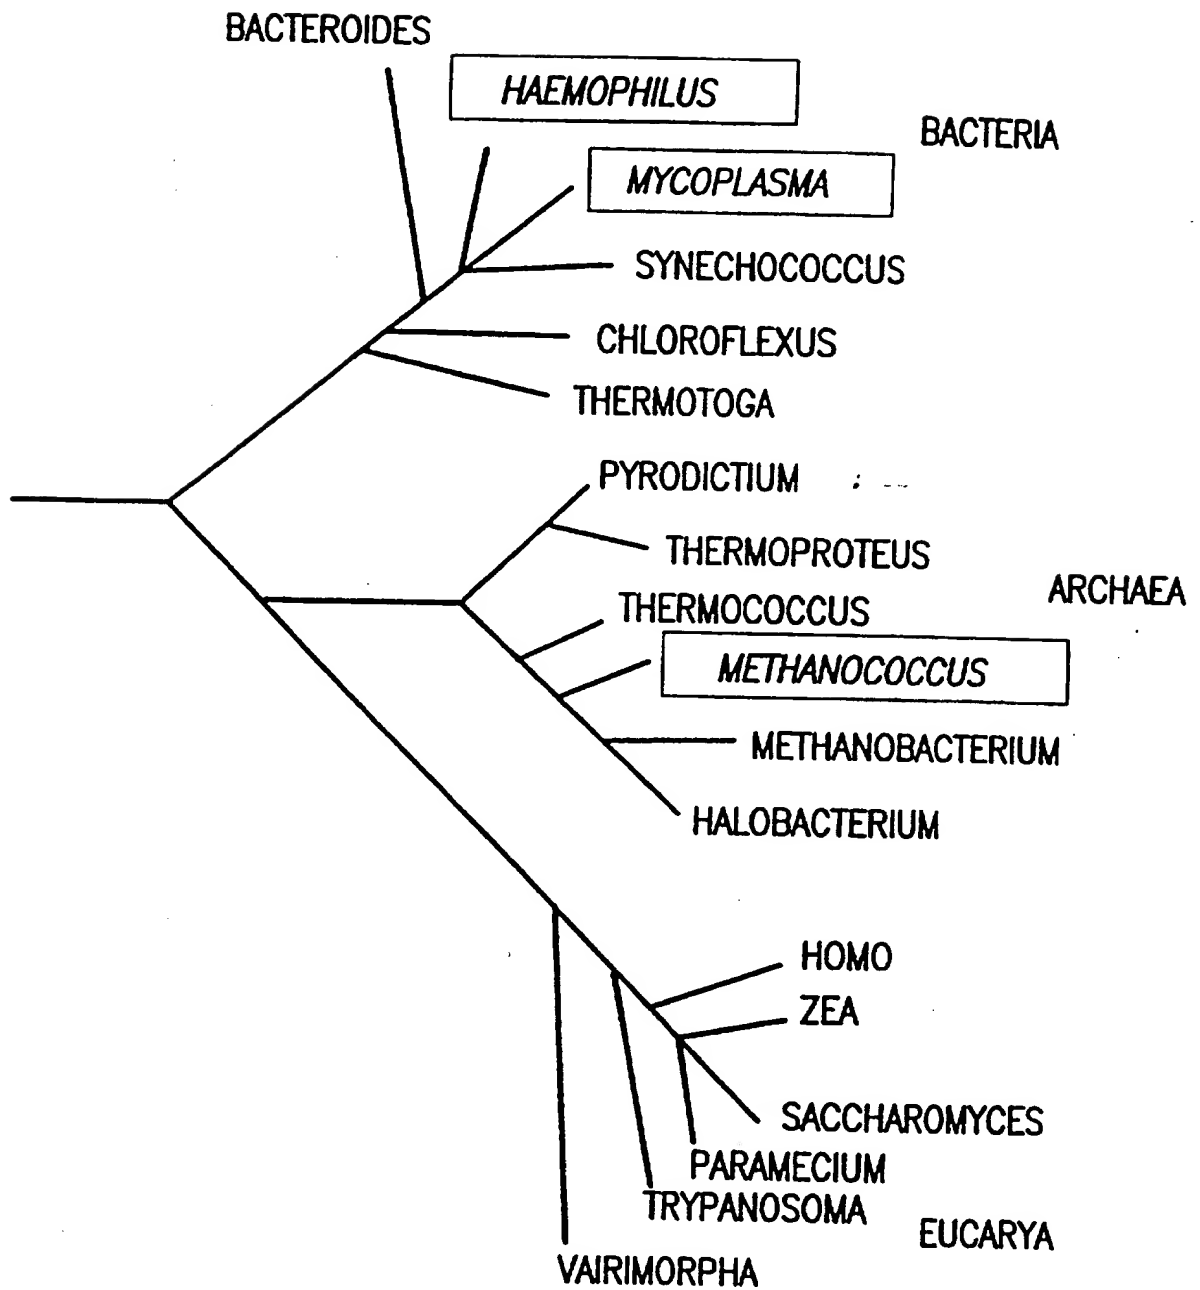 BACTEROIDES
HAEMOPHILUS
BACTERIA
MYCOPLASMA
SYNECHOCOCCUS
CHLOROFLEXUS
THERMOTOGA
PYRODICTIUM
THERMOPROTEUS
ARCHAEA
THERMOCOCCUS
METHANOCOCCUS
METHANOBACTERIUM
HALOBACTERIUM
HOMO
ZEA
SACCHAROMYCES
PARAMECIUM
TRYPANOSOMA
EUCARYA
VAIRIMORPHA